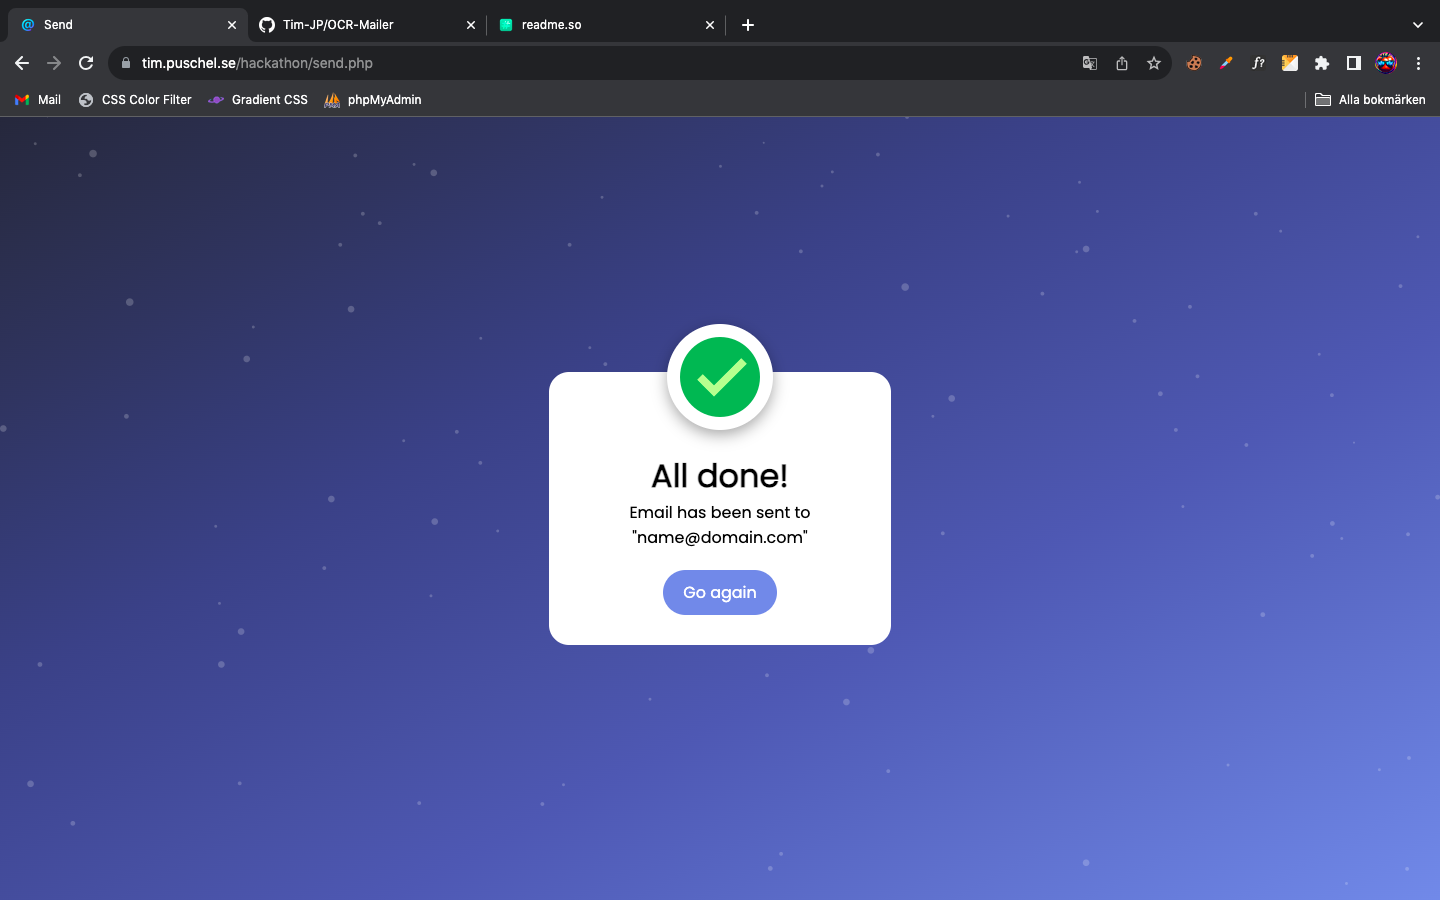 Send
Tim-JP/OCR-Mailer
readme.so
tim.puschel.se/hackathon/send.php
f?
Mail
CSS Color Filter
Gradient CSS
phpMyAdmin
Alla bokmärken
All done!
Email has been sent to
"name@domain.com"
Go again